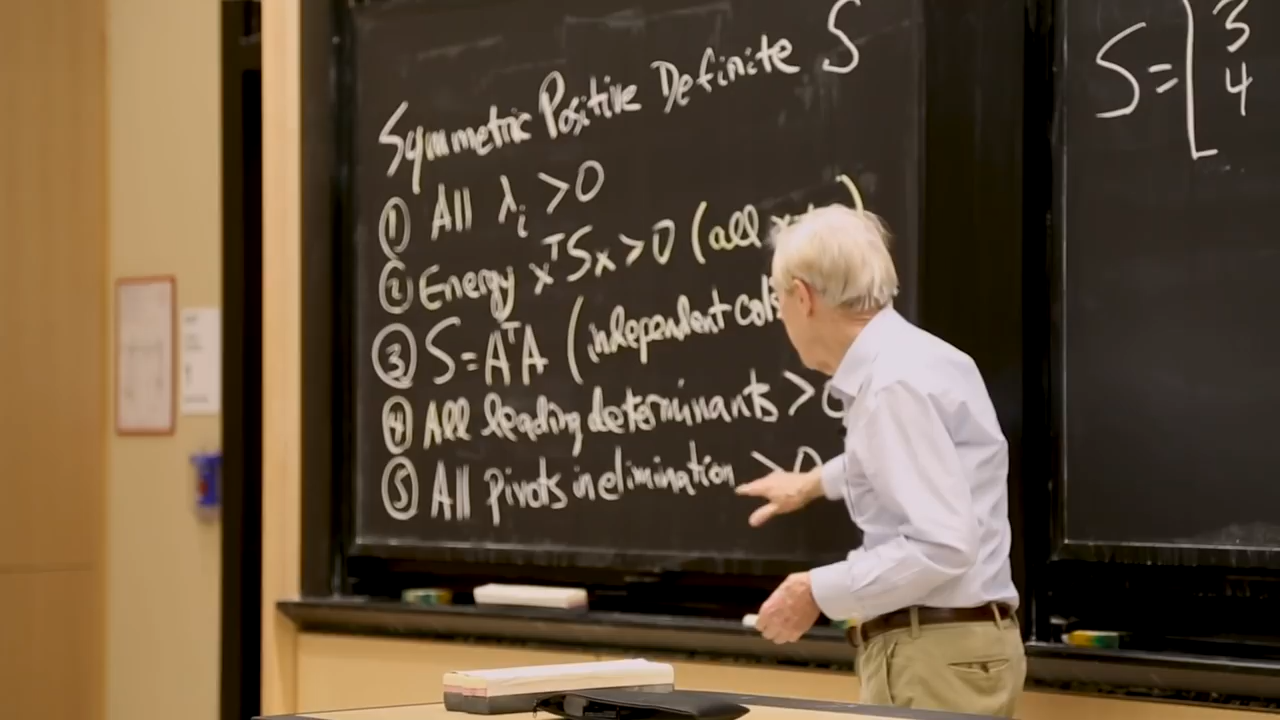 Symmetric Positive Definite S
① All λᵢ >0
② Energy xᵀSx>0 (all x
③ S=AᵀA (independent cols
④ All leading determinants >0
⑤ All pivots in elimination >0
S=[3
4